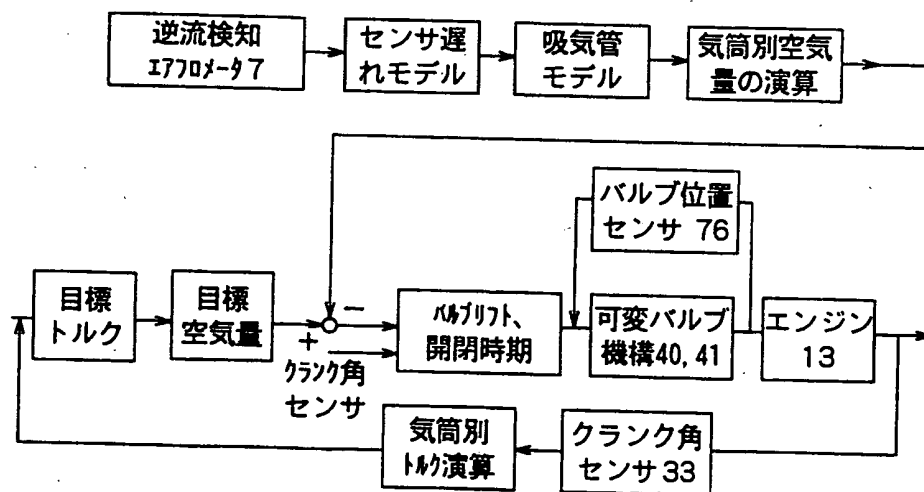 逆流検知
ｴｱﾌﾛﾒｰﾀ7
センサ遅
れモデル
吸気管
モデル
気筒別空気
量の演算
バルブ位置
センサ 76
目標
トルク
目標
空気量
−
+
ｸﾗﾝｸ角
センサ
ﾊﾞﾙﾌﾞﾘﾌﾄ、
開閉時期
可変バルブ
機構40, 41
エンジン
13
気筒別
ﾄﾙｸ演算
クランク角
センサ33